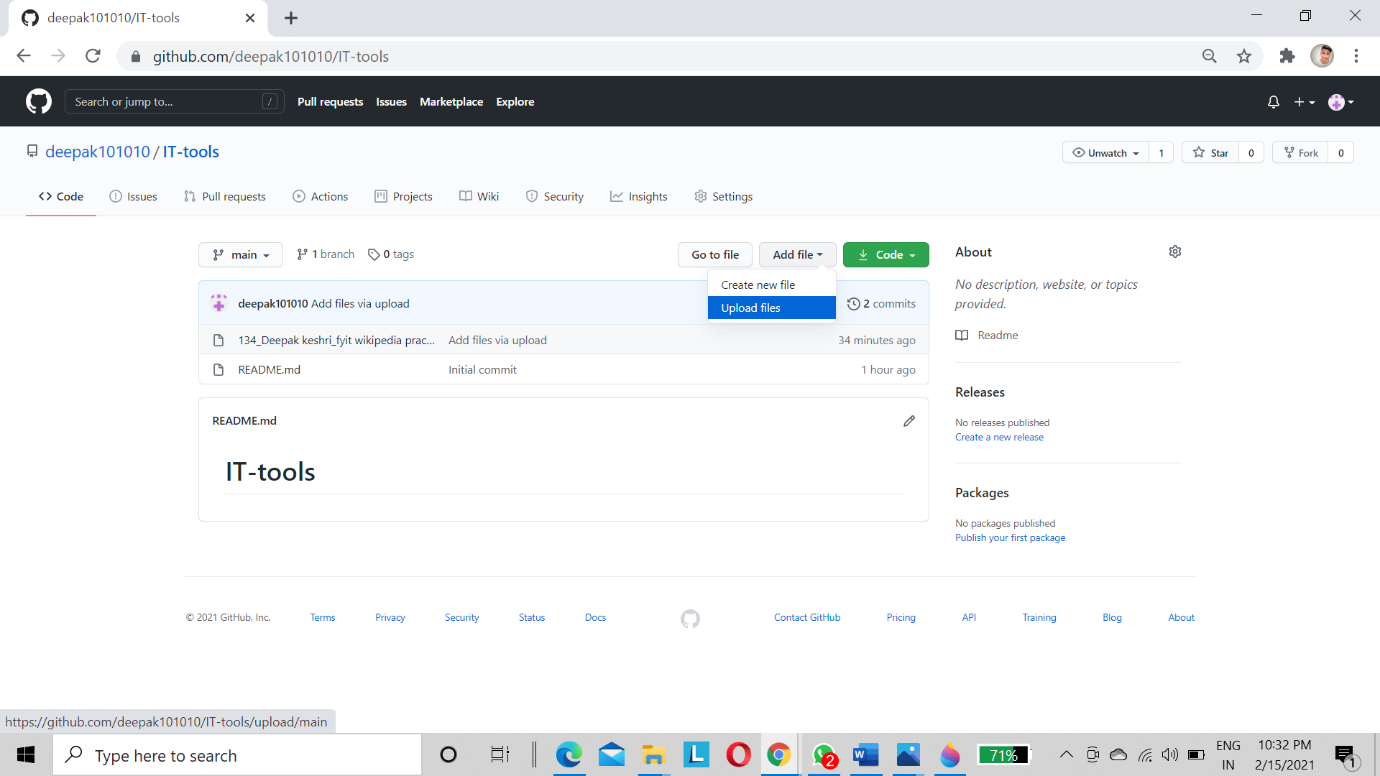 deepak101010/IT-tools
github.com/deepak101010/IT-tools
Search or jump to... /
Pull requests Issues Marketplace Explore
deepak101010 / IT-tools
Unwatch 1 Star 0 Fork 0
Code Issues Pull requests Actions Projects Wiki Security Insights Settings
main 1 branch 0 tags
Go to file Add file Code
Create new file
Upload files
deepak101010 Add files via upload
2 commits
134_Deepak keshri_fyit wikipedia prac... Add files via upload 34 minutes ago
README.md Initial commit 1 hour ago
README.md
IT-tools
About
No description, website, or topics
provided.
Readme
Releases
No releases published
Create a new release
Packages
No packages published
Publish your first package
© 2021 GitHub, Inc. Terms Privacy Security Status Docs Contact GitHub Pricing API Training Blog About
https://github.com/deepak101010/IT-tools/upload/main
Type here to search
L
2
W
71%
ENG
IN
10:32 PM
2/15/2021
1